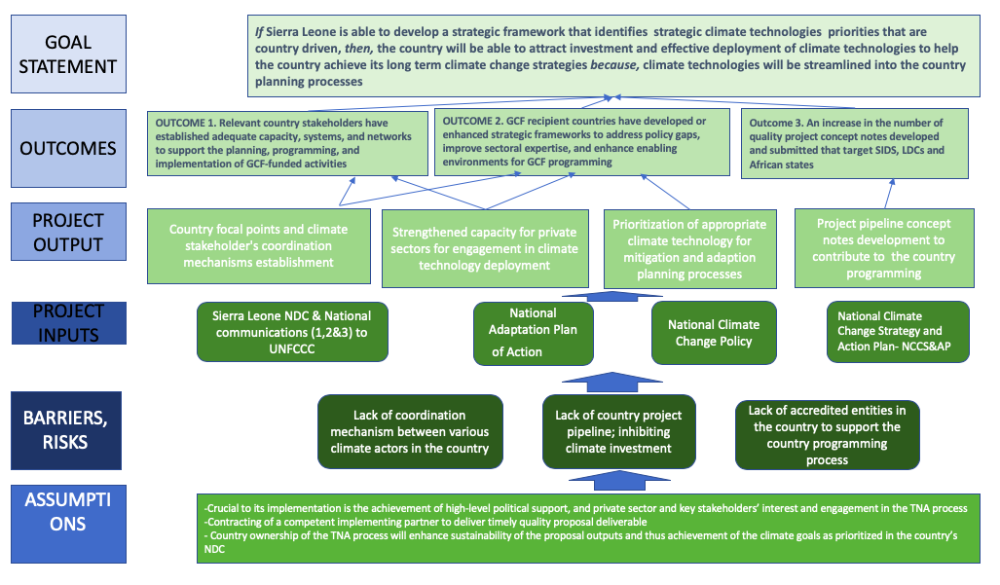 GOAL
STATEMENT
If Sierra Leone is able to develop a strategic framework that identifies strategic climate technologies priorities that are
country driven, then, the country will be able to attract investment and effective deployment of climate technologies to help
the country achieve its long term climate change strategies because, climate technologies will be streamlined into the country
planning processes
OUTCOMES
OUTCOME 1. Relevant country stakeholders have
established adequate capacity, systems, and networks
to support the planning, programming, and
implementation of GCF-funded activities
OUTCOME 2. GCF recipient countries have developed or
enhanced strategic frameworks to address policy gaps,
improve sectoral expertise, and enhance enabling
environments for GCF programming
Outcome 3. An increase in the number of
quality project concept notes developed
and submitted that target SIDS, LDCs and
African states
PROJECT
OUTPUT
Country focal points and climate
stakeholder's coordination
mechanisms establishment
Strengthened capacity for private
sectors for engagement in climate
technology deployment
Prioritization of appropriate
climate technology for
mitigation and adaption
planning processes
Project pipeline concept
notes development to
contribute to the country
programming
PROJECT
INPUTS
Sierra Leone NDC & National
communications (1,2&3) to
UNFCCC
National
Adaptation Plan
of Action
National Climate
Change Policy
National Climate
Change Strategy and
Action Plan- NCCS&AP
BARRIERS,
RISKS
Lack of coordination
mechanism between various
climate actors in the country
Lack of country project
pipeline; inhibiting
climate investment
Lack of accredited entities in
the country to support the
country programming
process
ASSUMPTI
ONS
-Crucial to its implementation is the achievement of high-level political support, and private sector and key stakeholders' interest and engagement in the TNA process
-Contracting of a competent implementing partner to deliver timely quality proposal deliverable
- Country ownership of the TNA process will enhance sustainability of the proposal outputs and thus achievement of the climate goals as prioritized in the country's
NDC